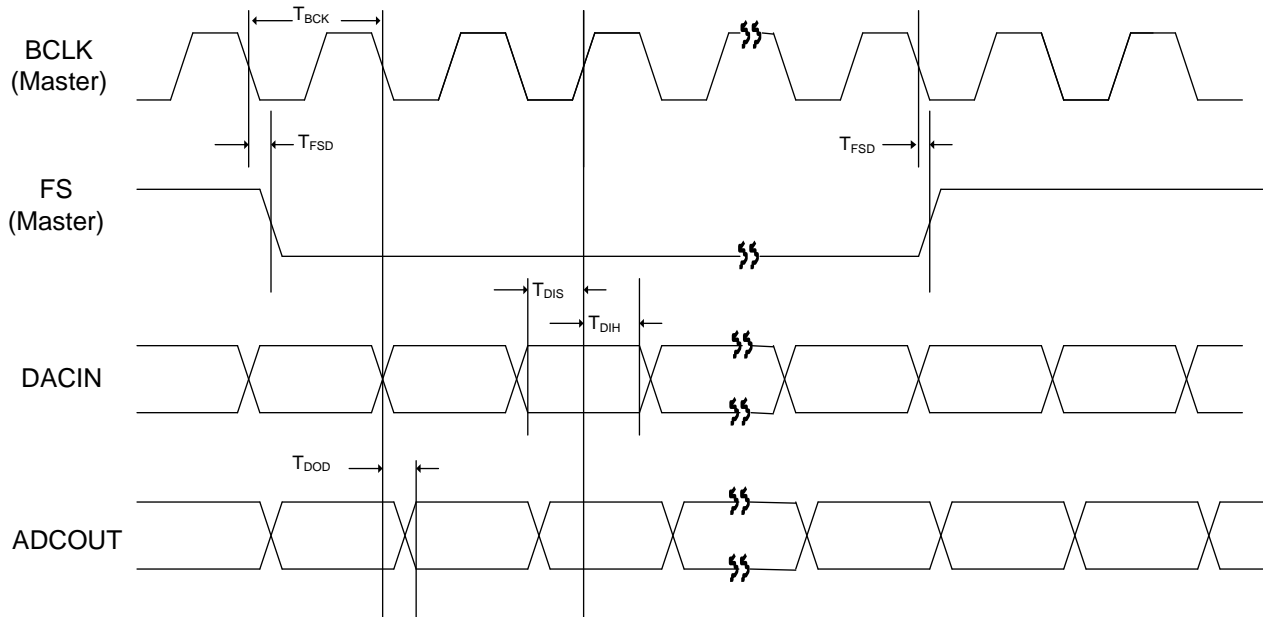 T_BCK
BCLK
(Master)
T_FSD
T_FSD
FS
(Master)
T_DIS
T_DIH
DACIN
T_DOD
ADCOUT